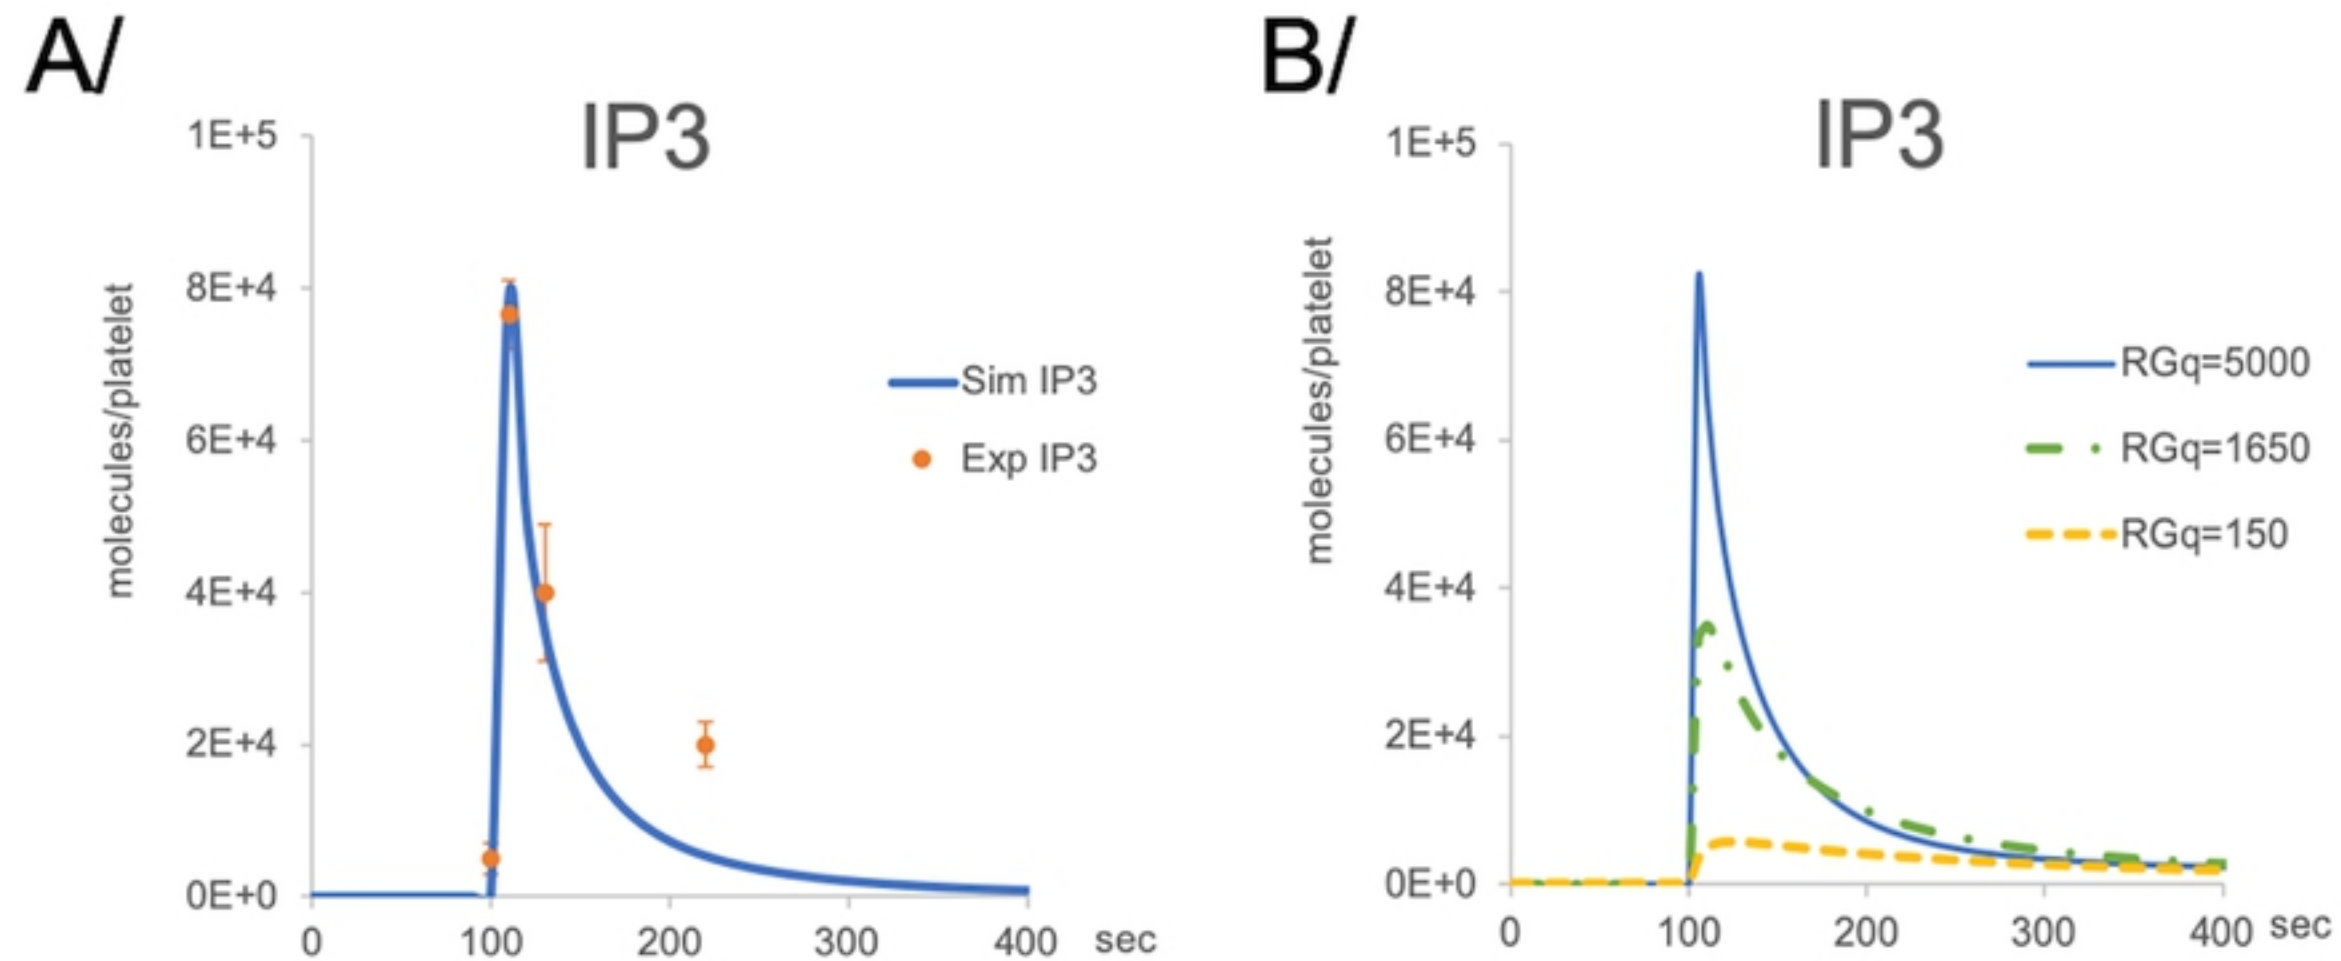 A/
IP3
1E+5
8E+4
6E+4
4E+4
2E+4
0E+0
molecules/platelet
Sim IP3
Exp IP3
0 100 200 300 400 sec
B/
IP3
1E+5
8E+4
6E+4
4E+4
2E+4
0E+0
molecules/platelet
RGq=5000
RGq=1650
RGq=150
0 100 200 300 400 sec